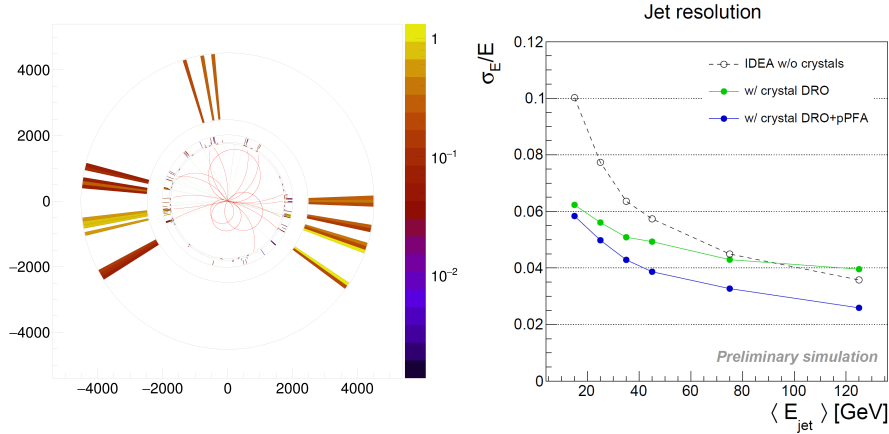 4000
2000
0
−2000
−4000
−4000 −2000 0 2000 4000
1
10⁻¹
10⁻²
Jet resolution
σ_E/E
0.12
0.1
0.08
0.06
0.04
0.02
0
IDEA w/o crystals
w/ crystal DRO
w/ crystal DRO+pPFA
Preliminary simulation
20 40 60 80 100 120
⟨ E_jet ⟩ [GeV]